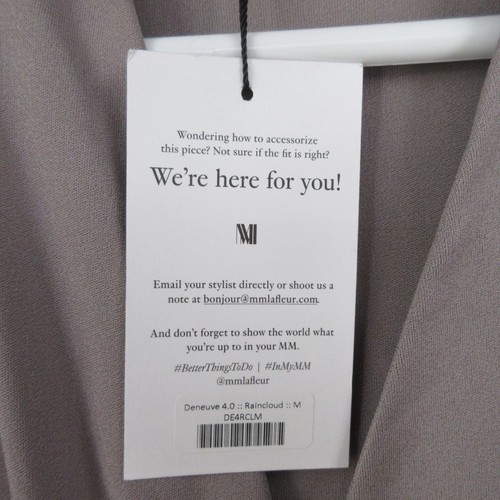 Wondering how to accessorize
this piece? Not sure if the fit is right?
We're here for you!
MM
Email your stylist directly or shoot us a
note at bonjour@mmlafleur.com.
And don't forget to show the world what
you're up to in your MM.
#BetterThingsToDo | #InMyMM
@mmlafleur
Deneuve 4.0 :: Raincloud :: M
DE4RCLM